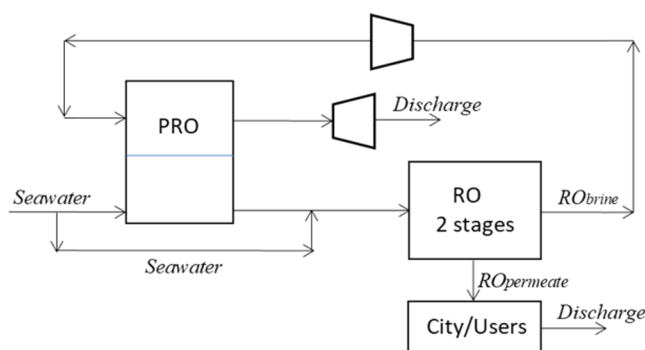 Discharge
PRO
Seawater
RO
2 stages
RObrine
Seawater
ROpermeate
City/Users
Discharge